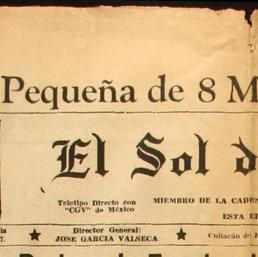 Pequeña de 8 M
El Sol d
Teletipo Directo con
"CGV" de México
MIEMBRO DE LA CADE
ESTA E
Director General:
JOSE GARCIA VALSECA
Culiacán de